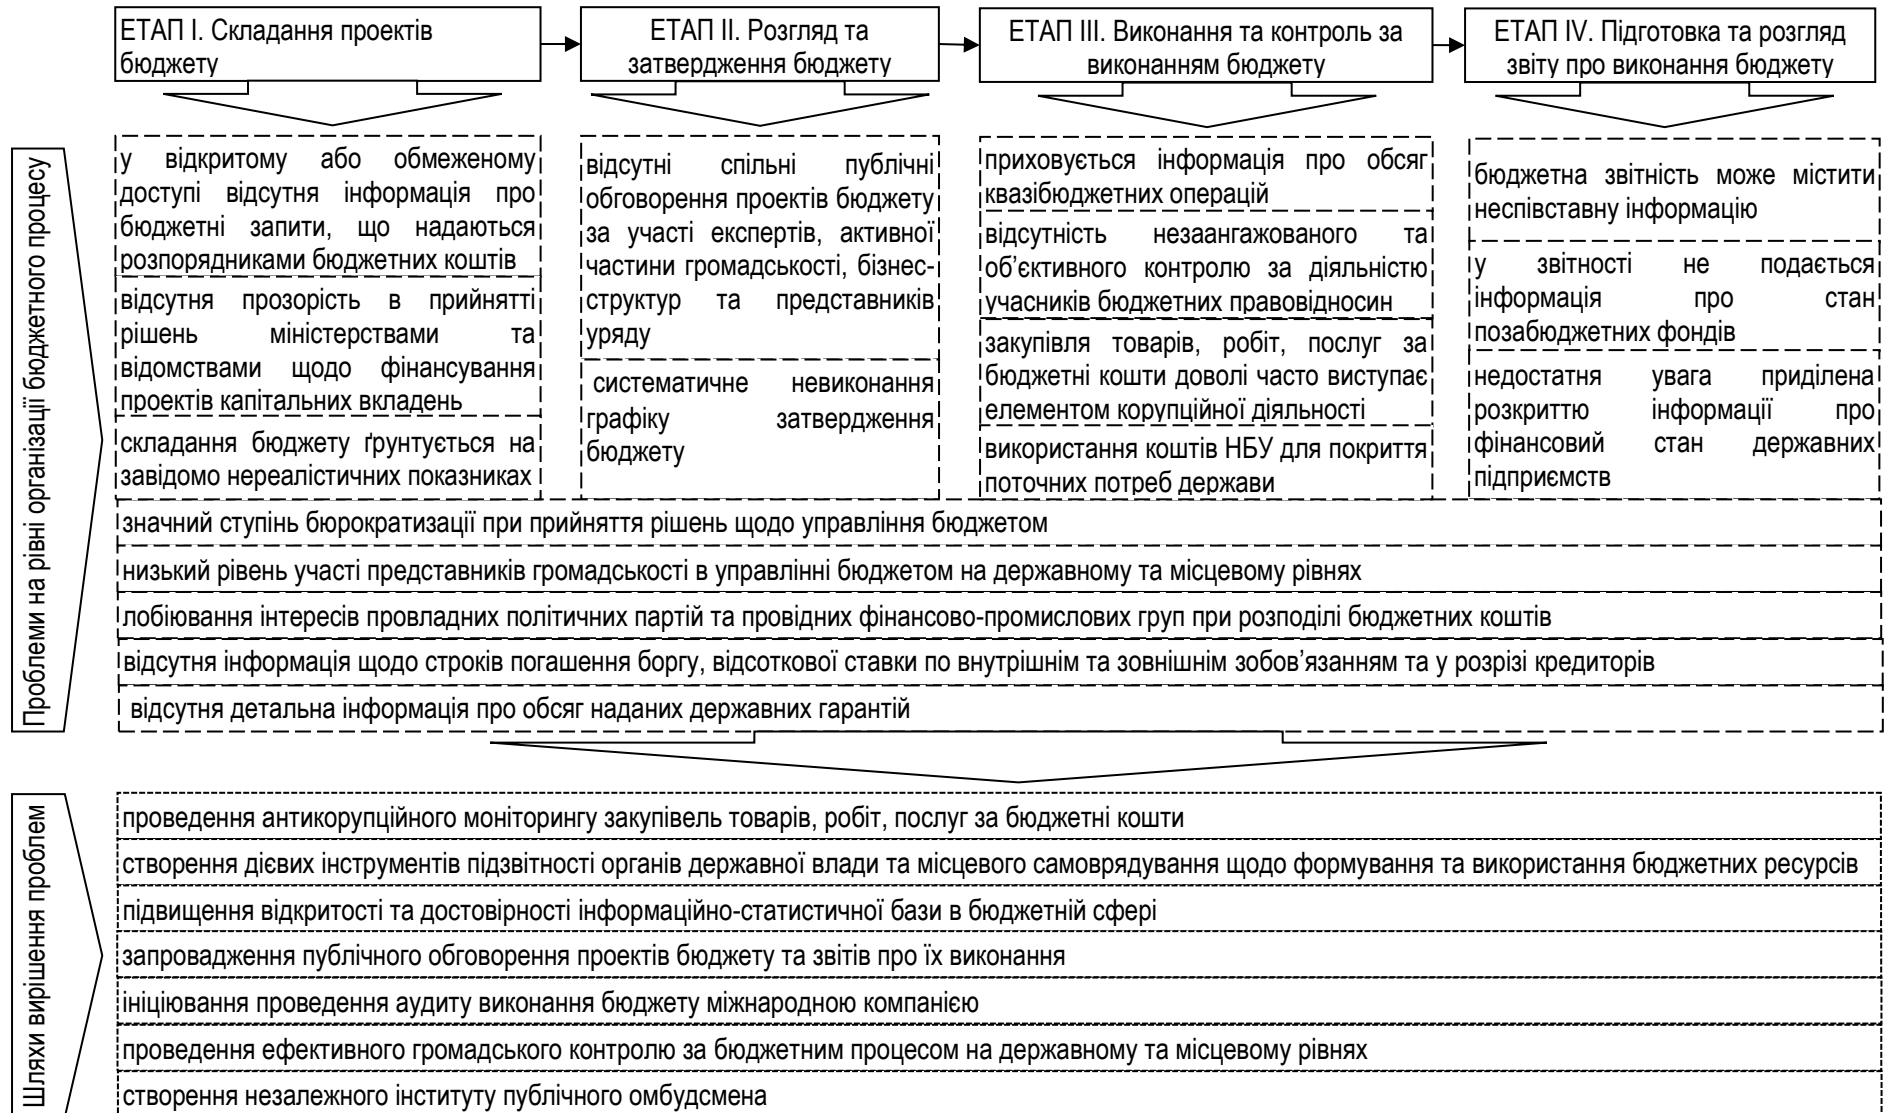 ЕТАП І. Складання проектів
бюджету
ЕТАП ІІ. Розгляд та
затвердження бюджету
ЕТАП ІІІ. Виконання та контроль за
виконанням бюджету
ЕТАП IV. Підготовка та розгляд
звіту про виконання бюджету
Проблеми на рівні організації бюджетного процесу
у відкритому або обмеженому
доступі відсутня інформація про
бюджетні запити, що надаються
розпорядниками бюджетних коштів
відсутня прозорість в прийнятті
рішень міністерствами та
відомствами щодо фінансування
проектів капітальних вкладень
складання бюджету ґрунтується на
завідомо нереалістичних показниках
відсутні спільні публічні
обговорення проектів бюджету
за участі експертів, активної
частини громадськості, бізнес-
структур та представників
уряду
систематичне невиконання
графіку затвердження
бюджету
приховується інформація про обсяг
квазібюджетних операцій
відсутність незаангажованого та
об’єктивного контролю за діяльністю
учасників бюджетних правовідносин
закупівля товарів, робіт, послуг за
бюджетні кошти доволі часто виступає
елементом корупційної діяльності
використання коштів НБУ для покриття
поточних потреб держави
бюджетна звітність може містити
неспівставну інформацію
у звітності не подається
інформація про стан
позабюджетних фондів
недостатня увага приділена
розкриттю інформації про
фінансовий стан державних
підприємств
значний ступінь бюрократизації при прийняття рішень щодо управління бюджетом
низький рівень участі представників громадськості в управлінні бюджетом на державному та місцевому рівнях
лобіювання інтересів провладних політичних партій та провідних фінансово-промислових груп при розподілі бюджетних коштів
відсутня інформація щодо строків погашення боргу, відсоткової ставки по внутрішнім та зовнішнім зобов’язанням та у розрізі кредиторів
відсутня детальна інформація про обсяг наданих державних гарантій
Шляхи вирішення проблем
проведення антикорупційного моніторингу закупівель товарів, робіт, послуг за бюджетні кошти
створення дієвих інструментів підзвітності органів державної влади та місцевого самоврядування щодо формування та використання бюджетних ресурсів
підвищення відкритості та достовірності інформаційно-статистичної бази в бюджетній сфері
запровадження публічного обговорення проектів бюджету та звітів про їх виконання
ініціювання проведення аудиту виконання бюджету міжнародною компанією
проведення ефективного громадського контролю за бюджетним процесом на державному та місцевому рівнях
створення незалежного інституту публічного омбудсмена